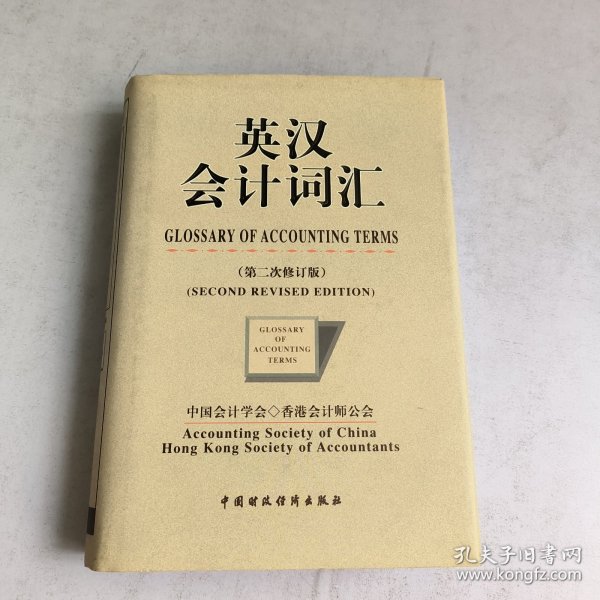 英汉
会计词汇
GLOSSARY OF ACCOUNTING TERMS
(第二次修订版)
(SECOND REVISED EDITION)
GLOSSARY
OF
ACCOUNTING
TERMS
中国会计学会◇香港会计师公会
Accounting Society of China
Hong Kong Society of Accountants
中国财政经济出版社
孔夫子旧书网
www.kongfz.com